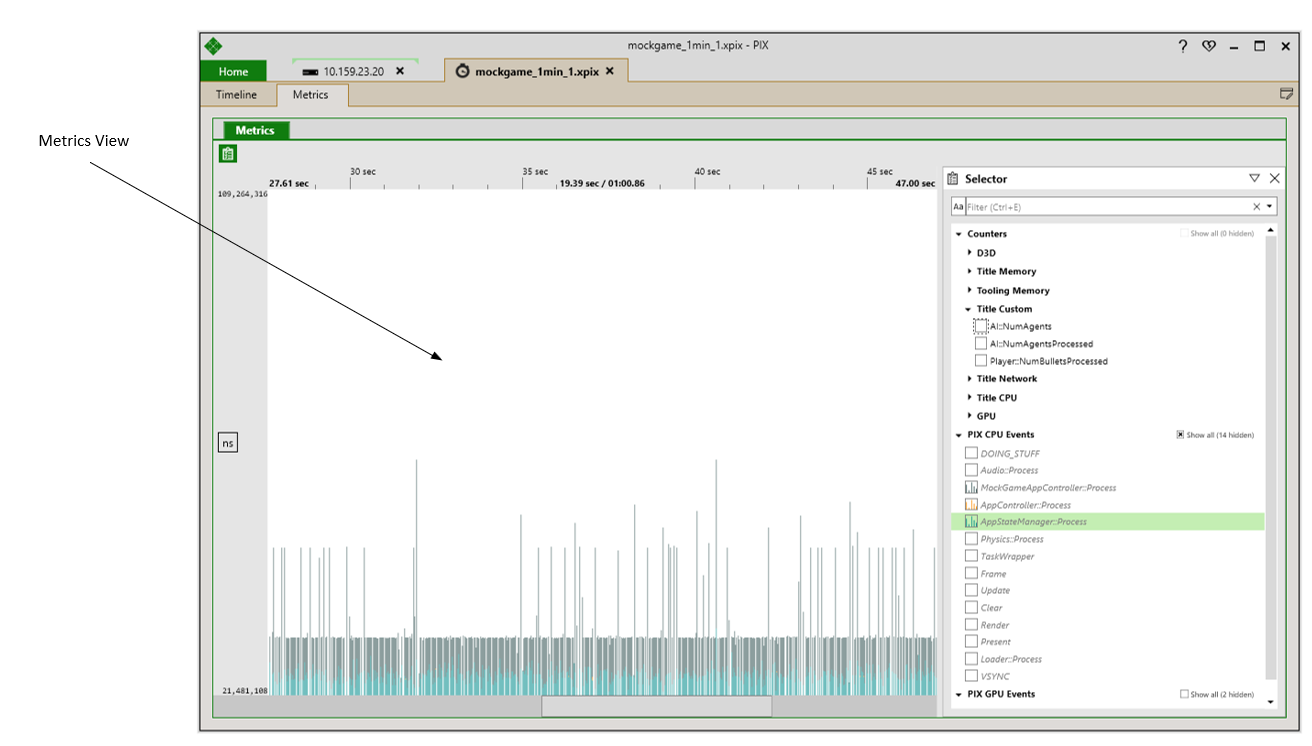 mockgame_1min_1.xpix - PIX
Home
10.159.23.20
mockgame_1min_1.xpix
Timeline
Metrics
Metrics View
Metrics
30 sec
35 sec
40 sec
45 sec
27.61 sec
19.39 sec / 01:00.86
47.00 sec
109,264,316
ns
21,481,108
Selector
Aa Filter (Ctrl+E)
Counters Show all (0 hidden)
D3D
Title Memory
Tooling Memory
Title Custom
AI::NumAgents
AI::NumAgentsProcessed
Player::NumBulletsProcessed
Title Network
Title CPU
GPU
PIX CPU Events Show all (14 hidden)
DOING_STUFF
Audio::Process
MockGameAppController::Process
AppController::Process
AppStateManager::Process
Physics::Process
TaskWrapper
Frame
Update
Clear
Render
Present
Loader::Process
VSYNC
PIX GPU Events Show all (2 hidden)